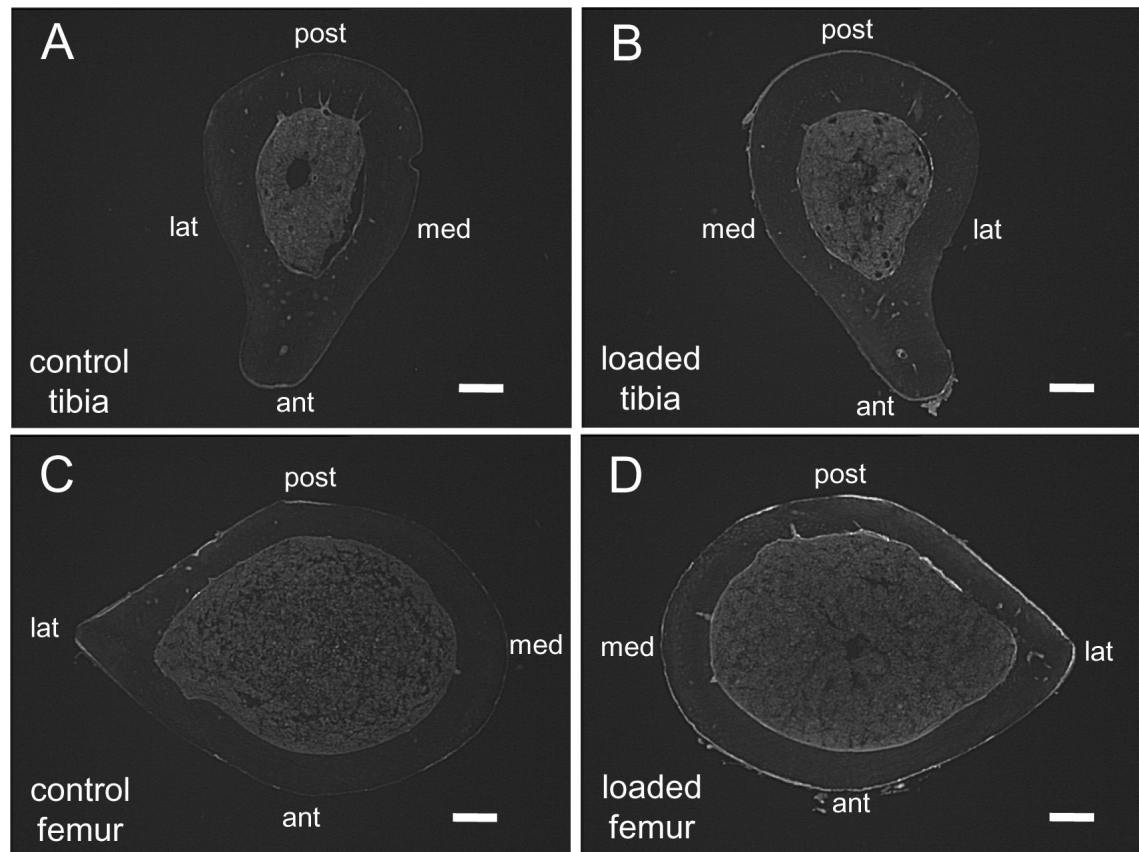 A
post
lat
med
control
tibia
ant
B
post
med
lat
loaded
tibia
ant
C
post
lat
med
control
femur
ant
D
post
med
lat
loaded
femur
ant